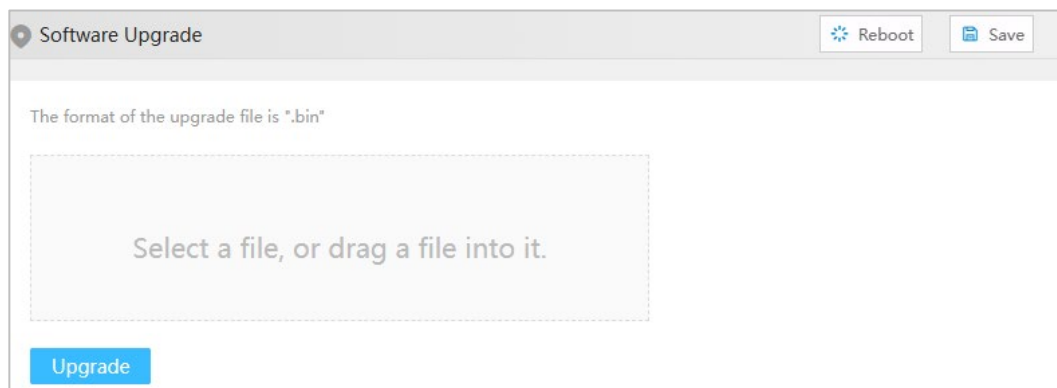 Software Upgrade
Reboot
Save
The format of the upgrade file is ".bin"
Select a file, or drag a file into it.
Upgrade